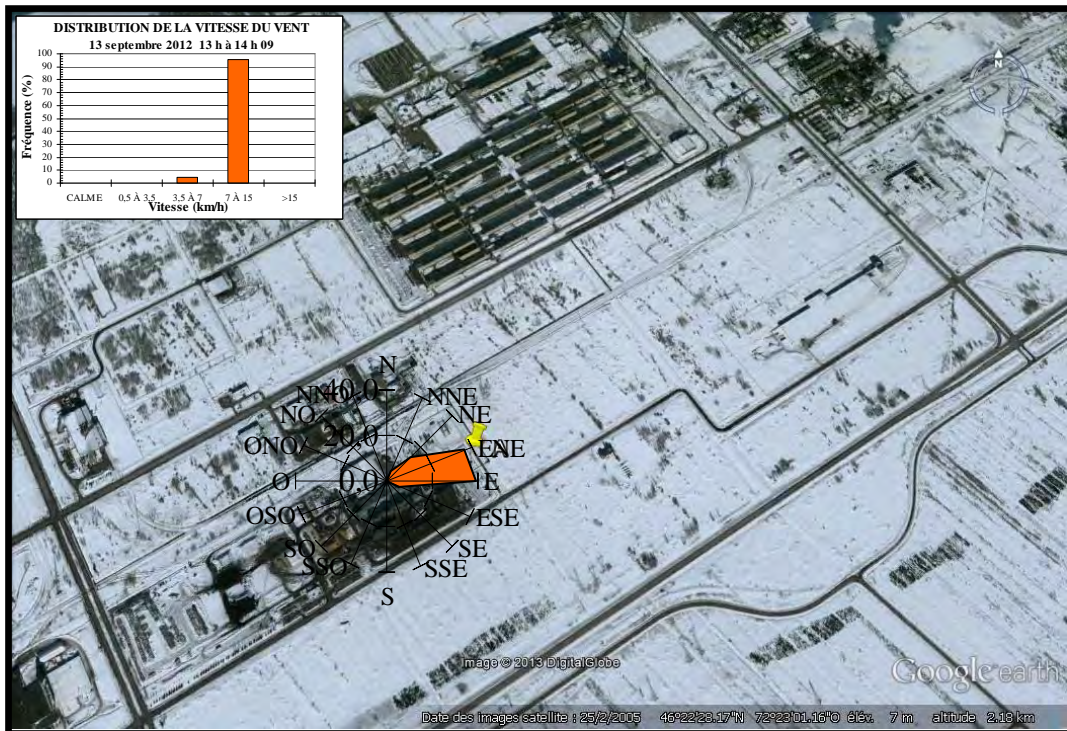 DISTRIBUTION DE LA VITESSE DU VENT
13 septembre 2012 13 h à 14 h 09
Fréquence (%)
100
90
80
70
60
50
40
30
20
10
0
CALME 0,5 À 3,5 3,5 À 7 7 À 15 >15
Vitesse (km/h)
N
N
40,0
NNO
NNE
NO
NE
20,0
ONO
ENE
A
O
0,0
E
OSO
ESE
SO
SE
SSO
SSE
S
Image © 2013 DigitalGlobe
Google earth
Date des images satellite : 25/2/2005 46°22'28.17"N 72°23'01.16"O élév. 7 m altitude 2.18 km